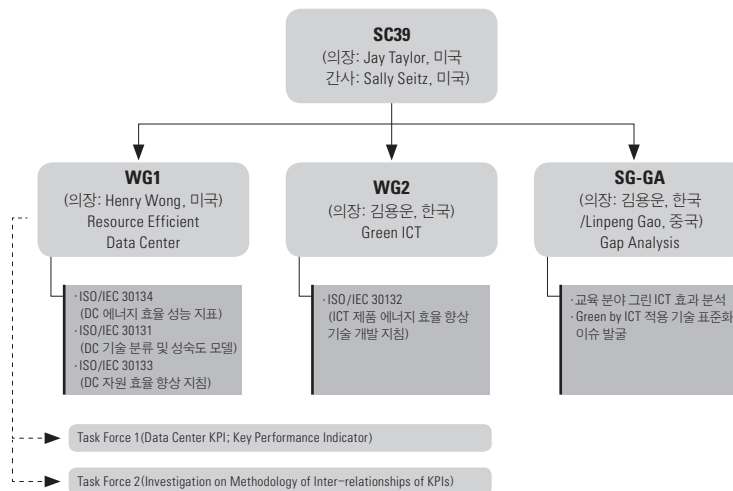 SC39
(의장: Jay Taylor, 미국
간사: Sally Seitz, 미국)
WG1
(의장: Henry Wong, 미국)
Resource Efficient
Data Center
WG2
(의장: 김용운, 한국)
Green ICT
SG-GA
(의장: 김용운, 한국
/Linpeng Gao, 중국)
Gap Analysis
·ISO/IEC 30134
(DC 에너지 효율 성능 지표)
·ISO/IEC 30131
(DC 기술 분류 및 성숙도 모델)
·ISO/IEC 30133
(DC 자원 효율 향상 지침)
·ISO/IEC 30132
(ICT 제품 에너지 효율 향상
기술 개발 지침)
·교육 분야 그린 ICT 효과 분석
·Green by ICT 적용 기술 표준화
이슈 발굴
Task Force 1(Data Center KPI; Key Performance Indicator)
Task Force 2(Investigation on Methodology of Inter-relationships of KPIs)